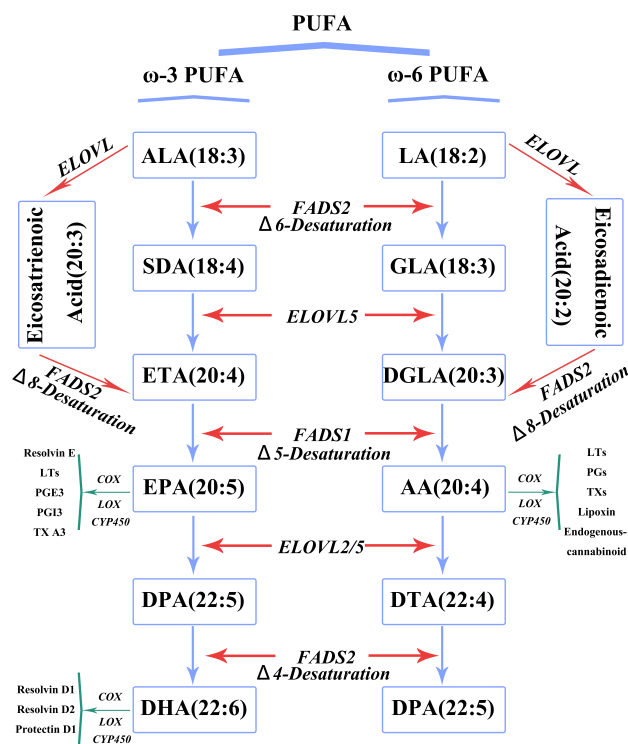 PUFA
ω-3 PUFA
ω-6 PUFA
ELOVL
ALA(18:3)
LA(18:2)
ELOVL
FADS2
Δ 6-Desaturation
Eicosatrienoic
Acid(20:3)
SDA(18:4)
GLA(18:3)
Eicosadienoic
Acid(20:2)
ELOVL5
FADS2
Δ 8-Desaturation
ETA(20:4)
DGLA(20:3)
FADS2
Δ 8-Desaturation
FADS1
Δ 5-Desaturation
Resolvin E
LTs
PGE3
PGI3
TX A3
COX
LOX
CYP450
EPA(20:5)
AA(20:4)
COX
LOX
CYP450
LTs
PGs
TXs
Lipoxin
Endogenous-
cannabinoid
ELOVL2/5
DPA(22:5)
DTA(22:4)
FADS2
Δ 4-Desaturation
Resolvin D1
Resolvin D2
Protectin D1
COX
LOX
CYP450
DHA(22:6)
DPA(22:5)